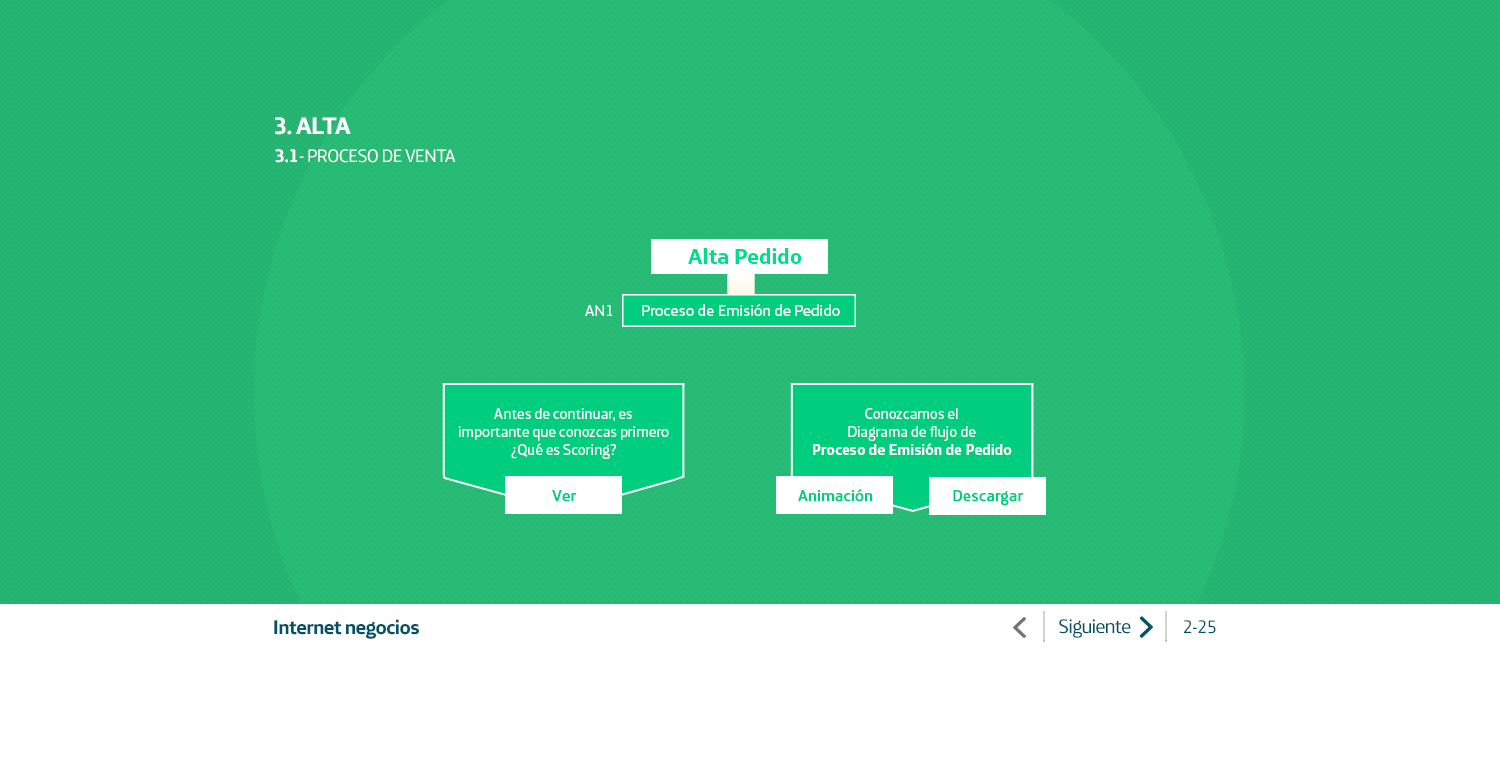 3. ALTA
3.1 - PROCESO DE VENTA
Alta Pedido
AN1
Proceso de Emisión de Pedido
Antes de continuar, es
importante que conozcas primero
¿Qué es Scoring?
Ver
Conozcamos el
Diagrama de flujo de
Proceso de Emisión de Pedido
Animación
Descargar
Internet negocios
Siguiente
2-25